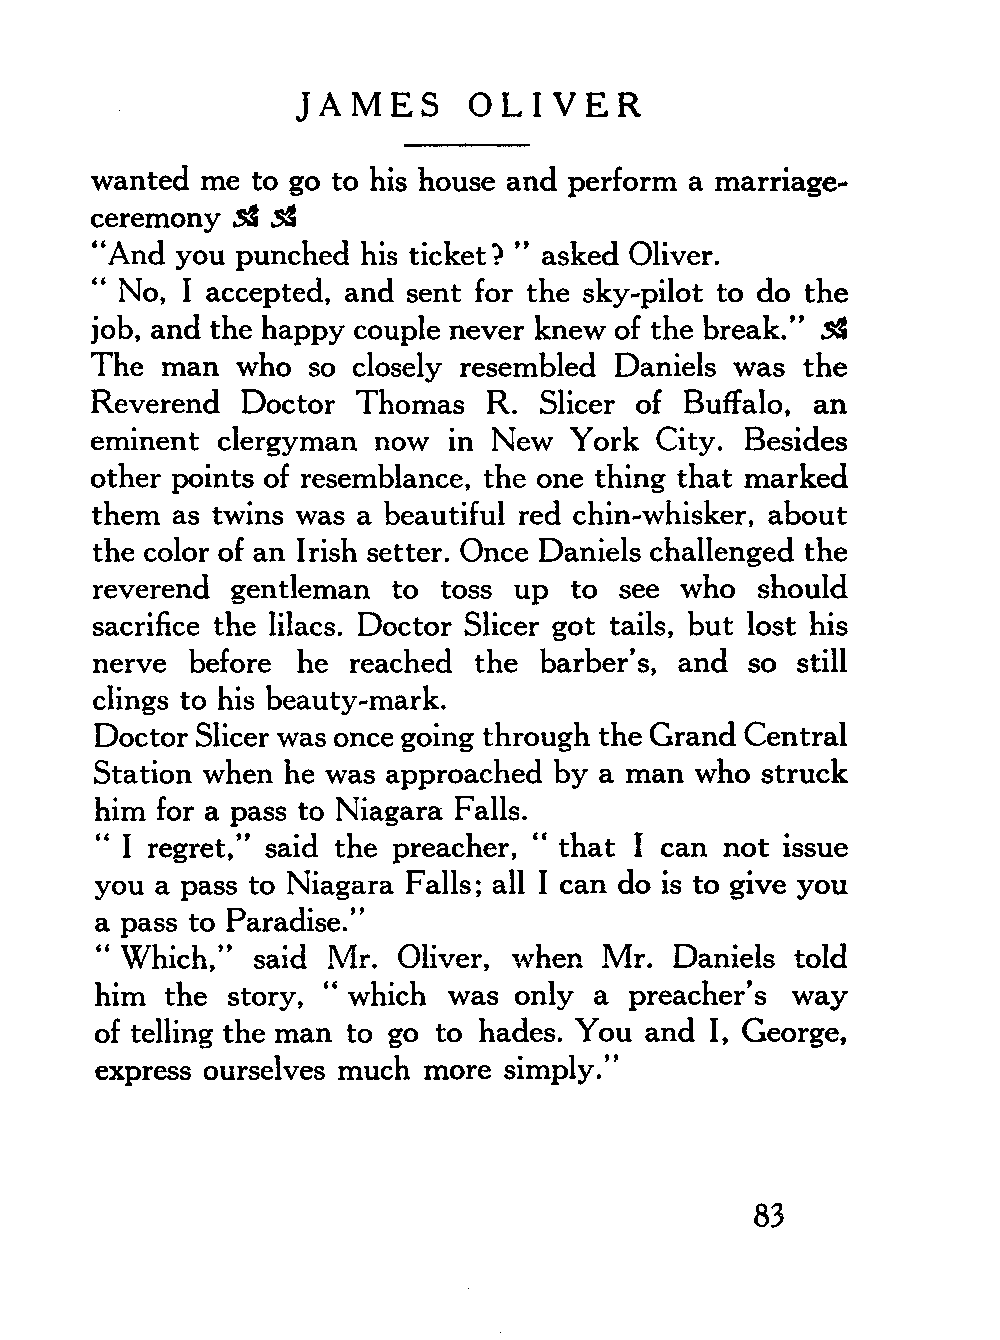 JAMES OLIVER
wanted me to go to his house and perform a marriage-
ceremony
“And you punched his ticket? ” asked Oliver.
“ No, I accepted, and sent for the sky-pilot to do the
job, and the happy couple never knew of the break.”
The man who so closely resembled Daniels was the
Reverend Doctor Thomas R. Slicer of Buffalo, an
eminent clergyman now in New York City. Besides
other points of resemblance, the one thing that marked
them as twins was a beautiful red chin-whisker, about
the color of an Irish setter. Once Daniels challenged the
reverend gentleman to toss up to see who should
sacrifice the lilacs. Doctor Slicer got tails, but lost his
nerve before he reached the barber's, and so still
clings to his beauty-mark.
Doctor Slicer was once going through the Grand Central
Station when he was approached by a man who struck
him for a pass to Niagara Falls.
“ I regret,” said the preacher, “ that I can not issue
you a pass to Niagara Falls; all I can do is to give you
a pass to Paradise.”
“ Which,” said Mr. Oliver, when Mr. Daniels told
him the story, “ which was only a preacher's way
of telling the man to go to hades. You and I, George,
express ourselves much more simply.”
83